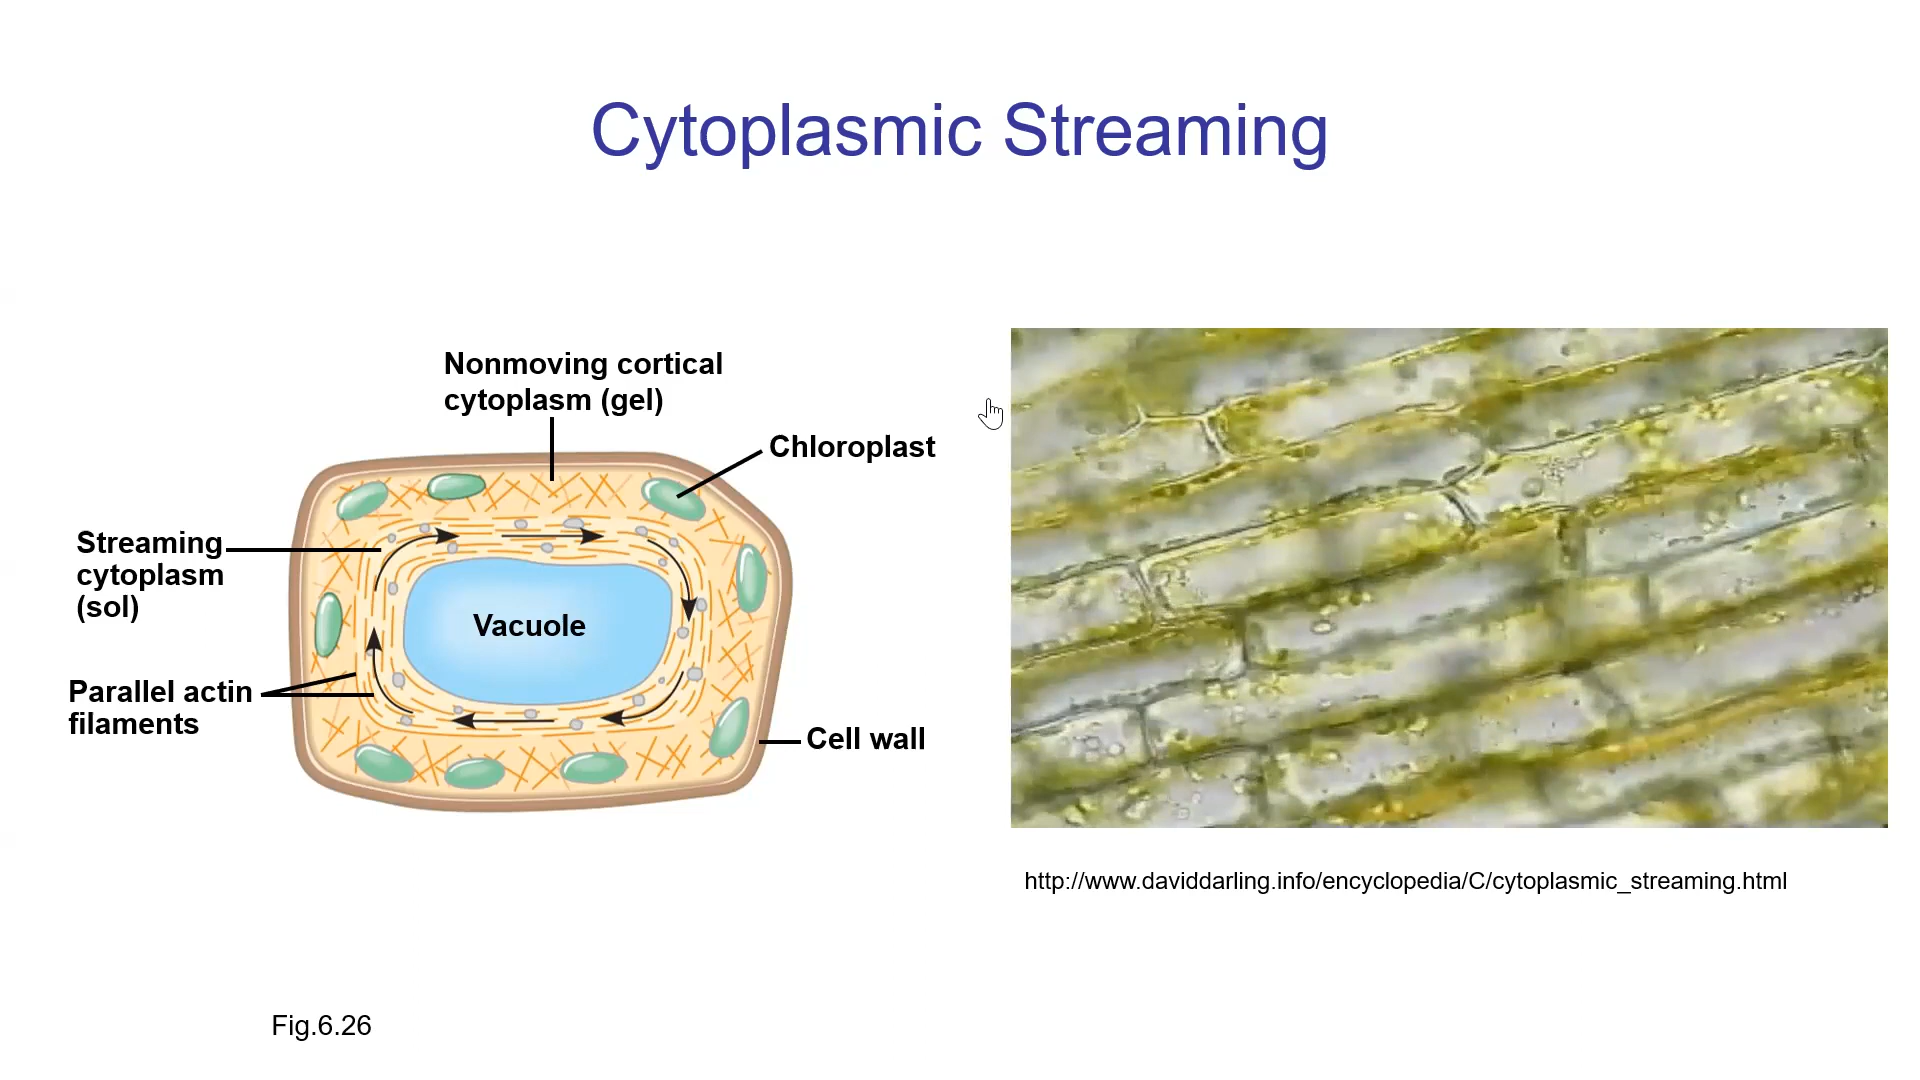 Cytoplasmic Streaming
Nonmoving cortical
cytoplasm (gel)
Chloroplast
Streaming
cytoplasm
(sol)
Vacuole
Parallel actin
filaments
Cell wall
http://www.daviddarling.info/encyclopedia/C/cytoplasmic_streaming.html
Fig.6.26